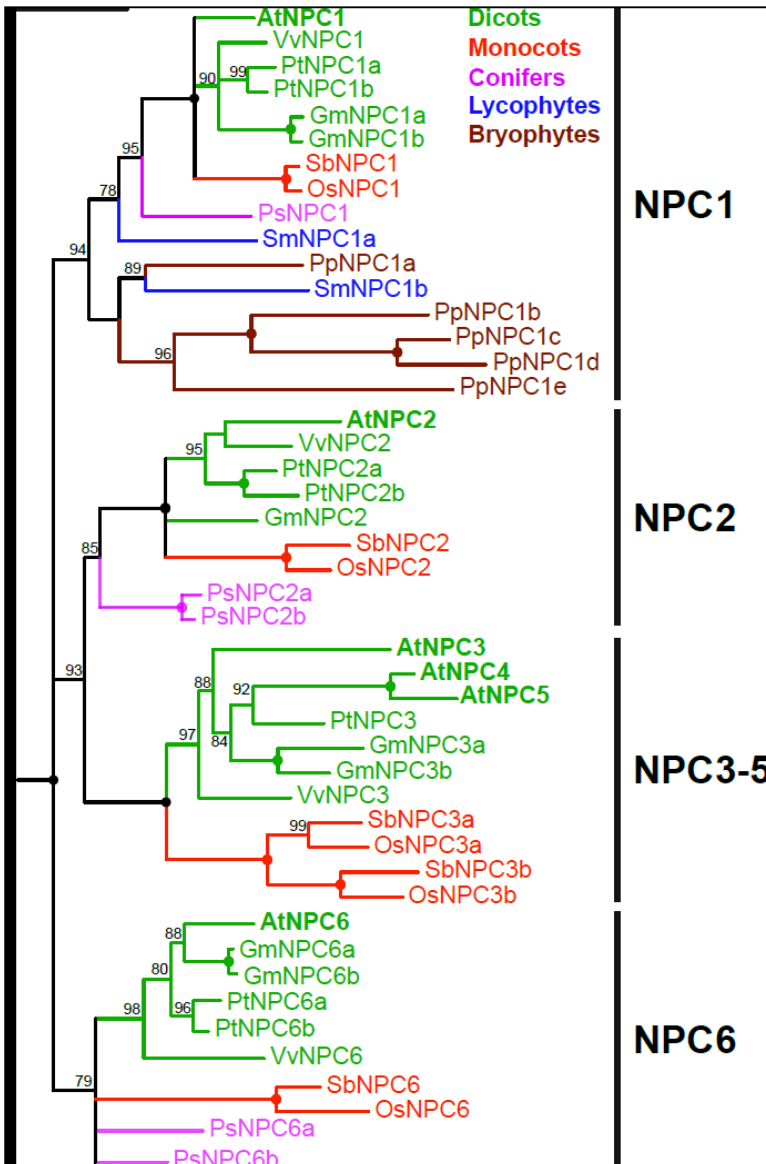 AtNPC1
Dicots
VvNPC1
Monocots
90
99
PtNPC1a
Conifers
PtNPC1b
Lycophytes
GmNPC1a
Bryophytes
GmNPC1b
95
SbNPC1
OsNPC1
NPC1
78
PsNPC1
SmNPC1a
94
89
PpNPC1a
SmNPC1b
PpNPC1b
PpNPC1c
96
PpNPC1d
PpNPC1e
AtNPC2
95
VvNPC2
PtNPC2a
PtNPC2b
GmNPC2
NPC2
85
SbNPC2
OsNPC2
PsNPC2a
PsNPC2b
93
AtNPC3
88
92
AtNPC4
AtNPC5
97
84
PtNPC3
GmNPC3a
GmNPC3b
NPC3-5
VvNPC3
99
SbNPC3a
OsNPC3a
SbNPC3b
OsNPC3b
AtNPC6
88
GmNPC6a
80
GmNPC6b
98
96
PtNPC6a
PtNPC6b
NPC6
VvNPC6
79
SbNPC6
OsNPC6
PsNPC6a
PsNPC6b